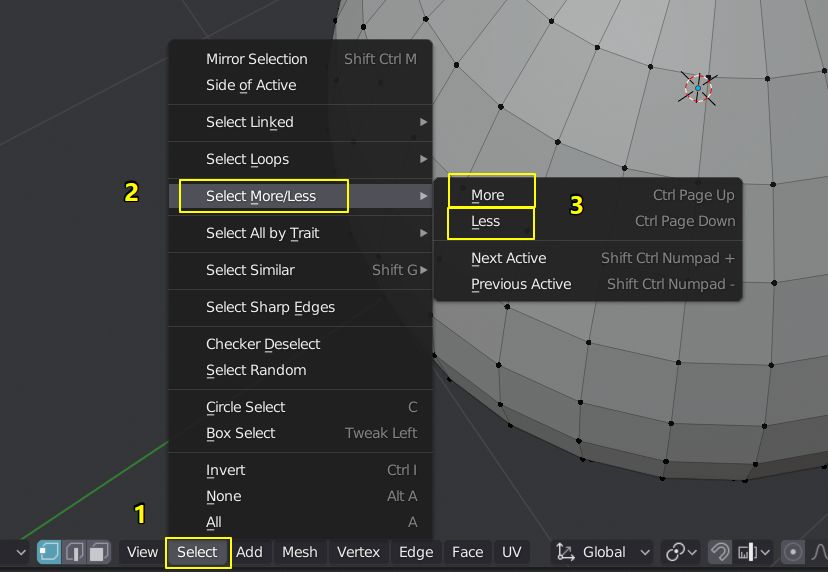 Mirror Selection Shift Ctrl M
Side of Active
Select Linked
Select Loops
2 Select More/Less
More Ctrl Page Up
3
Less Ctrl Page Down
Select All by Trait
Next Active Shift Ctrl Numpad +
Select Similar Shift G
Previous Active Shift Ctrl Numpad -
Select Sharp Edges
Checker Deselect
Select Random
Circle Select C
Box Select Tweak Left
Invert Ctrl I
None Alt A
1
All A
View Select Add Mesh Vertex Edge Face UV Global